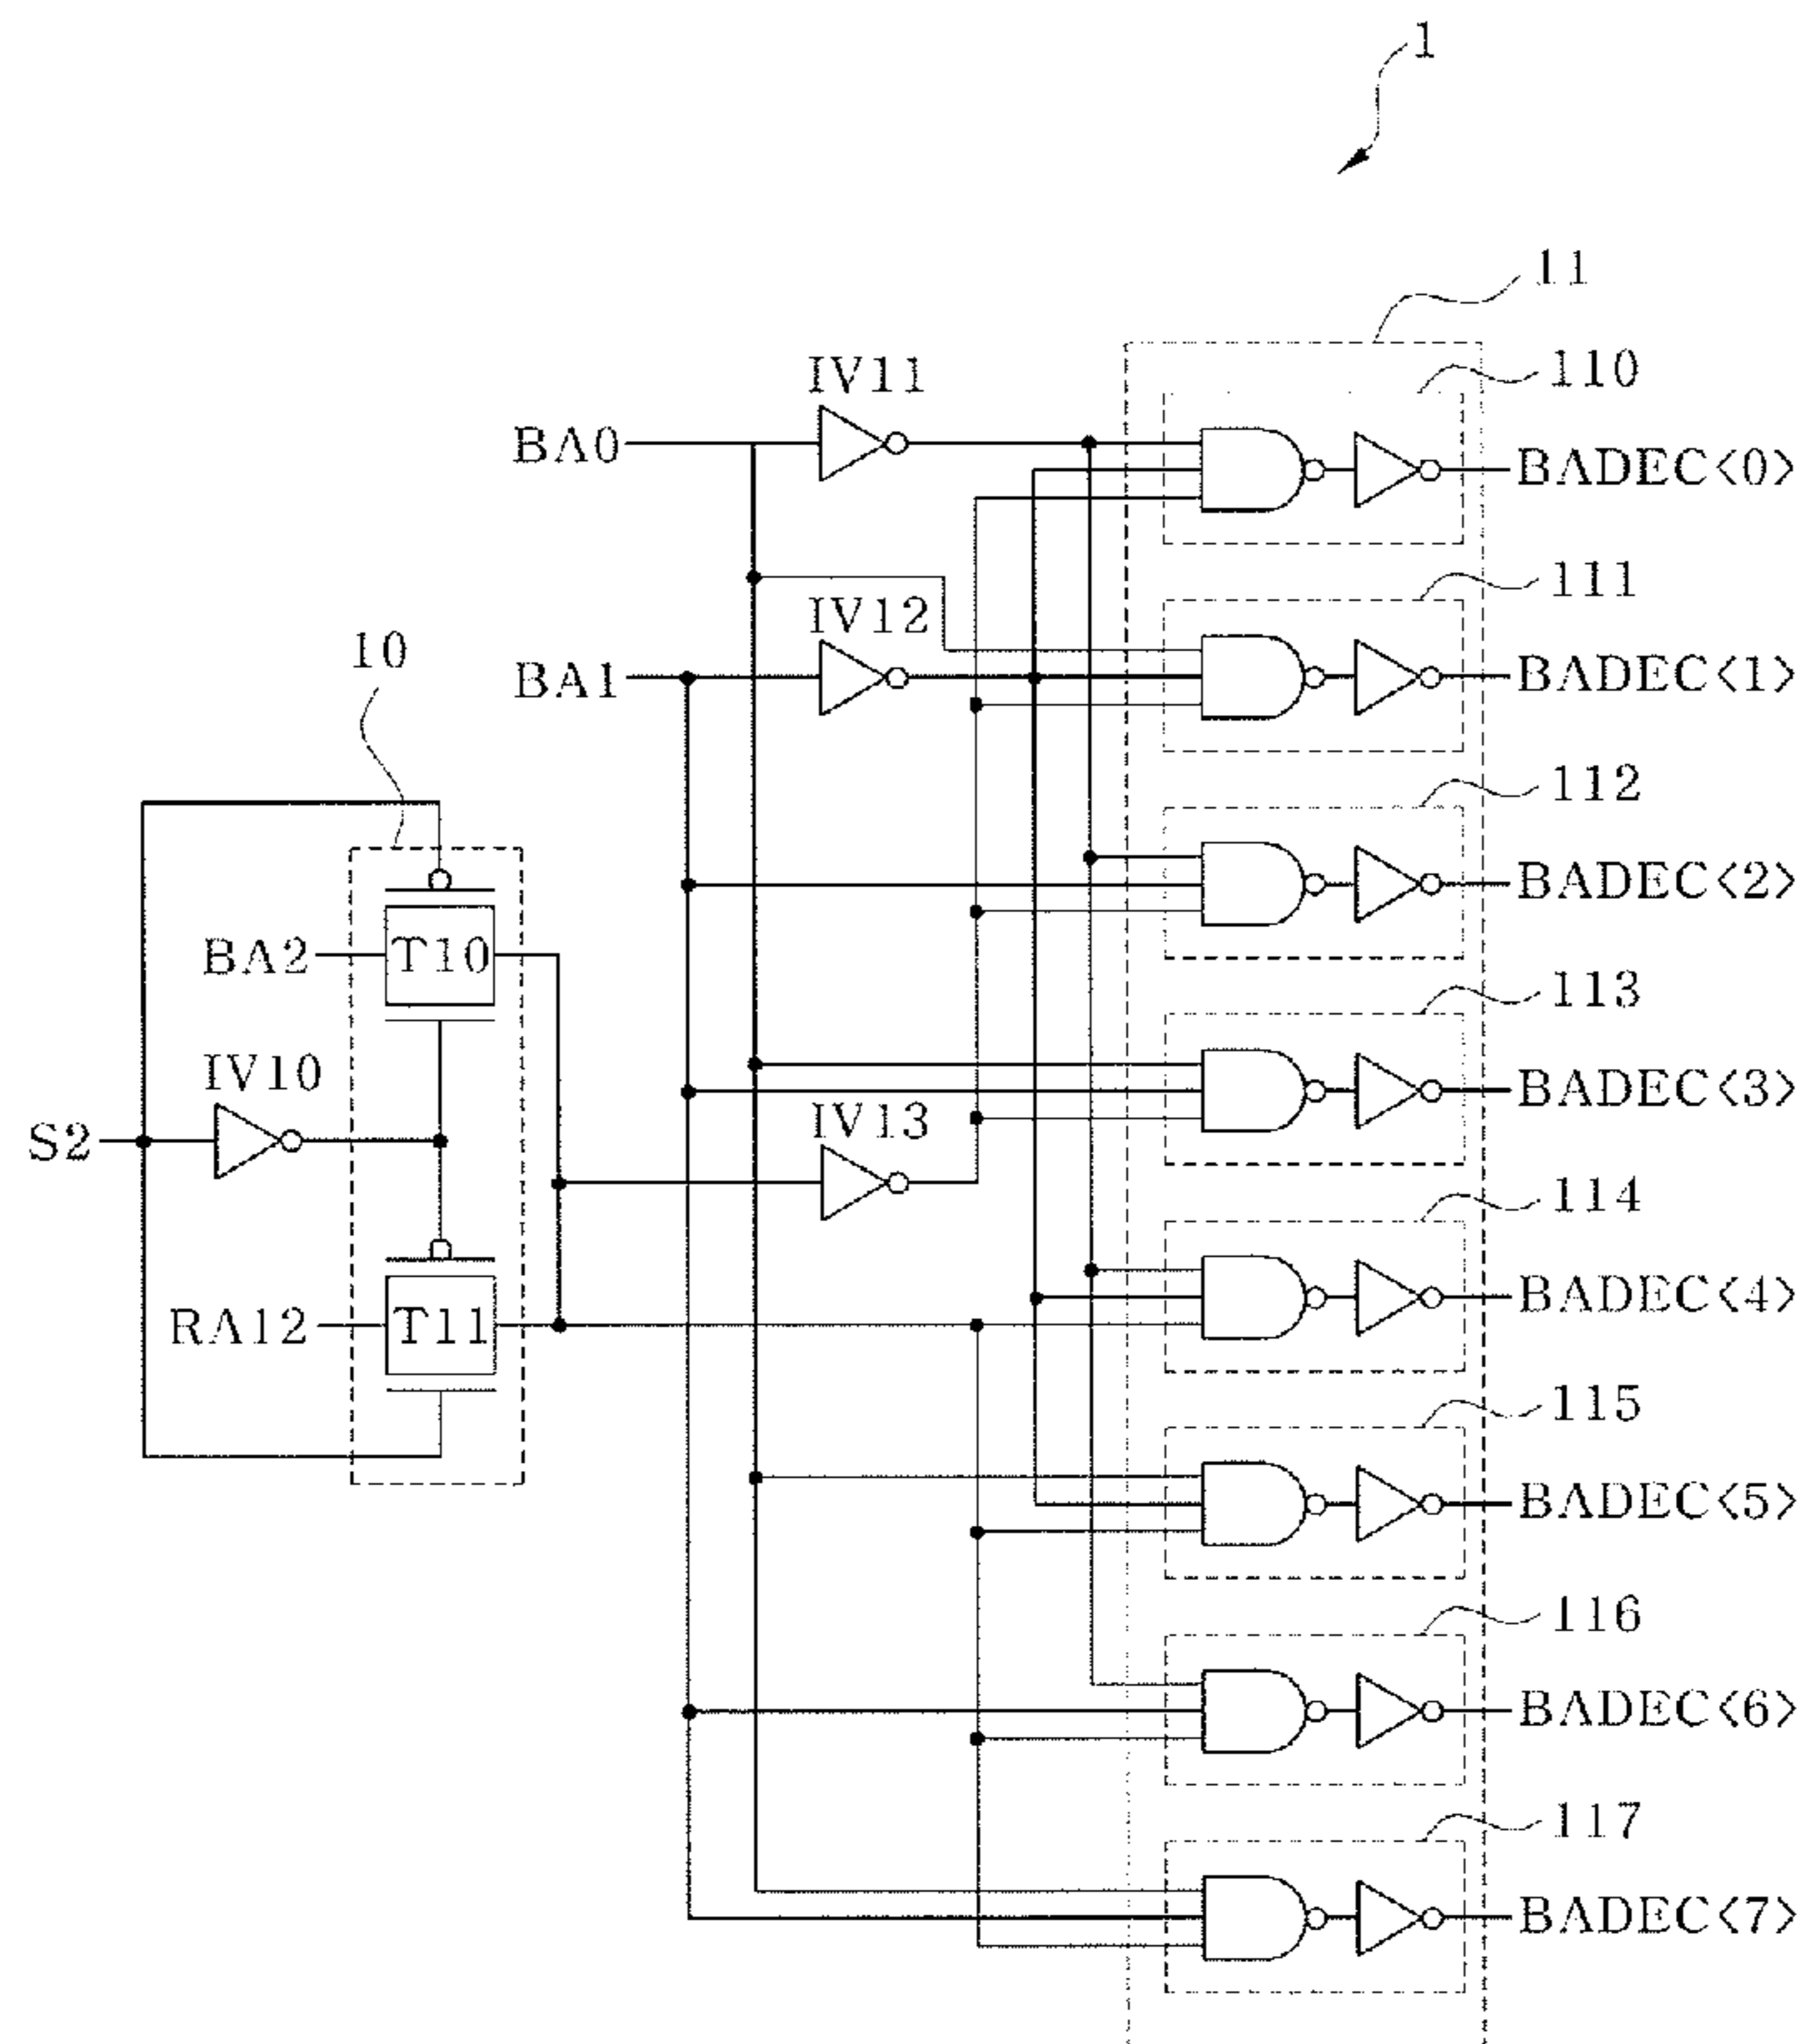 1
11
110
IV11
BA0
BADEC<0>
111
IV12
10
BA1
BADEC<1>
112
BADEC<2>
BA2
T10
113
IV10
BADEC<3>
IV13
S2
114
BADEC<4>
RA12
T11
115
BADEC<5>
116
BADEC<6>
117
BADEC<7>